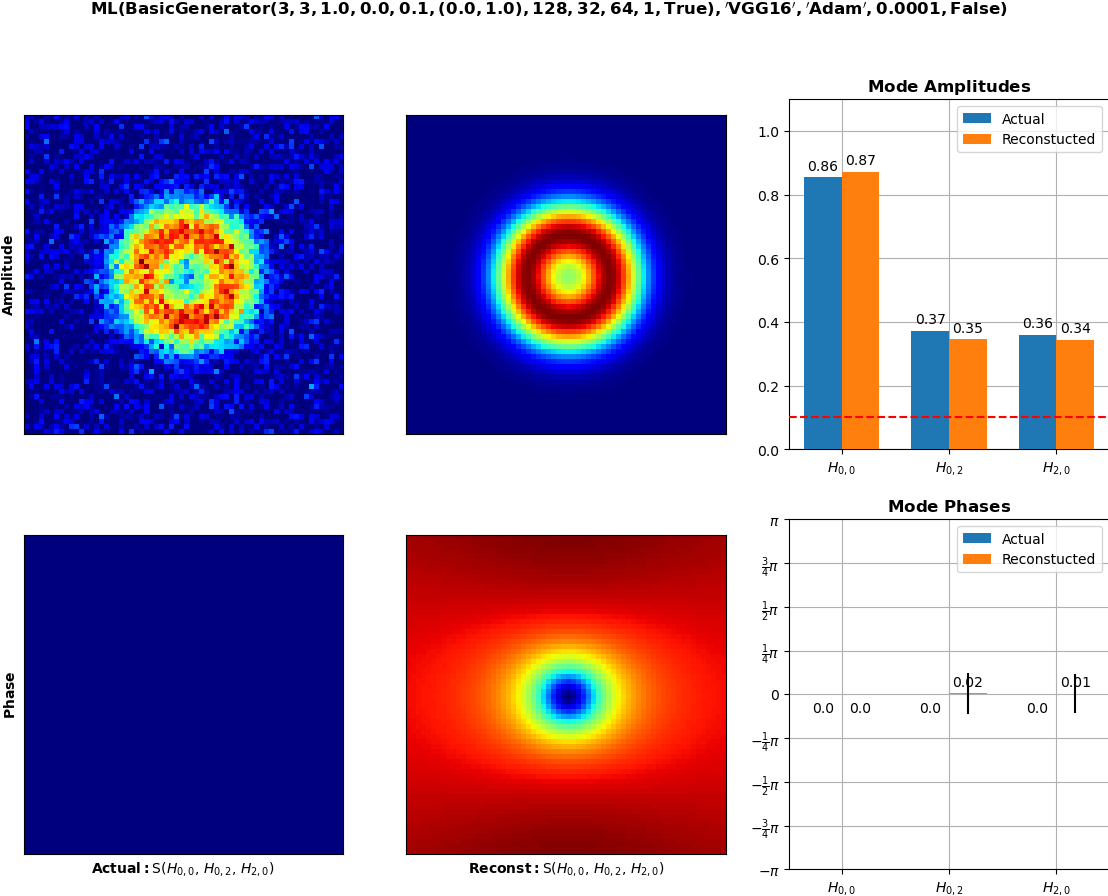 ML(BasicGenerator(3, 3, 1.0, 0.0, 0.1, (0.0, 1.0), 128, 32, 64, 1, True), ′VGG16′, ′Adam′, 0.0001, False)
Amplitude
Mode Amplitudes
Actual
Reconstucted
1.0
0.8
0.6
0.4
0.2
0.0
0.86 0.87
0.37 0.35
0.36 0.34
H0,0 H0,2 H2,0
Phase
Actual: S(H0,0, H0,2, H2,0)
Reconst: S(H0,0, H0,2, H2,0)
Mode Phases
Actual
Reconstucted
π
3/4π
1/2π
1/4π
0
−1/4π
−1/2π
−3/4π
−π
0.0 0.0
0.0 0.02
0.0 0.01
H0,0 H0,2 H2,0